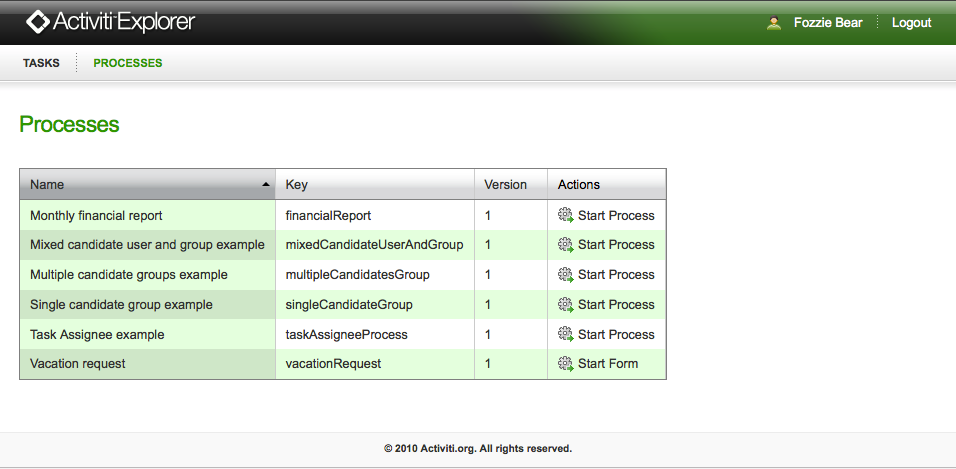 Activiti Explorer Fozzie Bear Logout
TASKS PROCESSES
Processes
Name Key Version Actions
Monthly financial report financialReport 1 Start Process
Mixed candidate user and group example mixedCandidateUserAndGroup 1 Start Process
Multiple candidate groups example multipleCandidatesGroup 1 Start Process
Single candidate group example singleCandidateGroup 1 Start Process
Task Assignee example taskAssigneeProcess 1 Start Process
Vacation request vacationRequest 1 Start Form
© 2010 Activiti.org. All rights reserved.